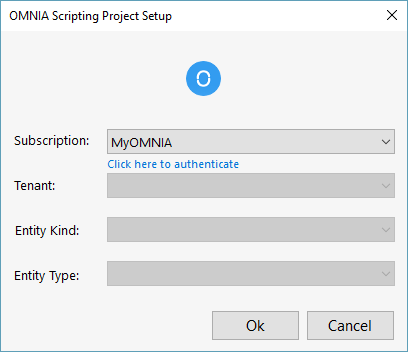 OMNIA Scripting Project Setup
Subscription:
MyOMNIA
Click here to authenticate
Tenant:
Entity Kind:
Entity Type:
Ok
Cancel